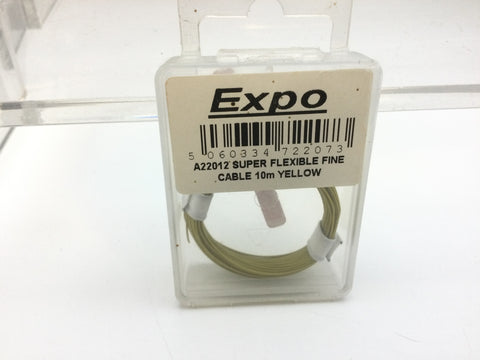 Expo
5 060334 722073
A22012 SUPER FLEXIBLE FINE
CABLE 10m YELLOW